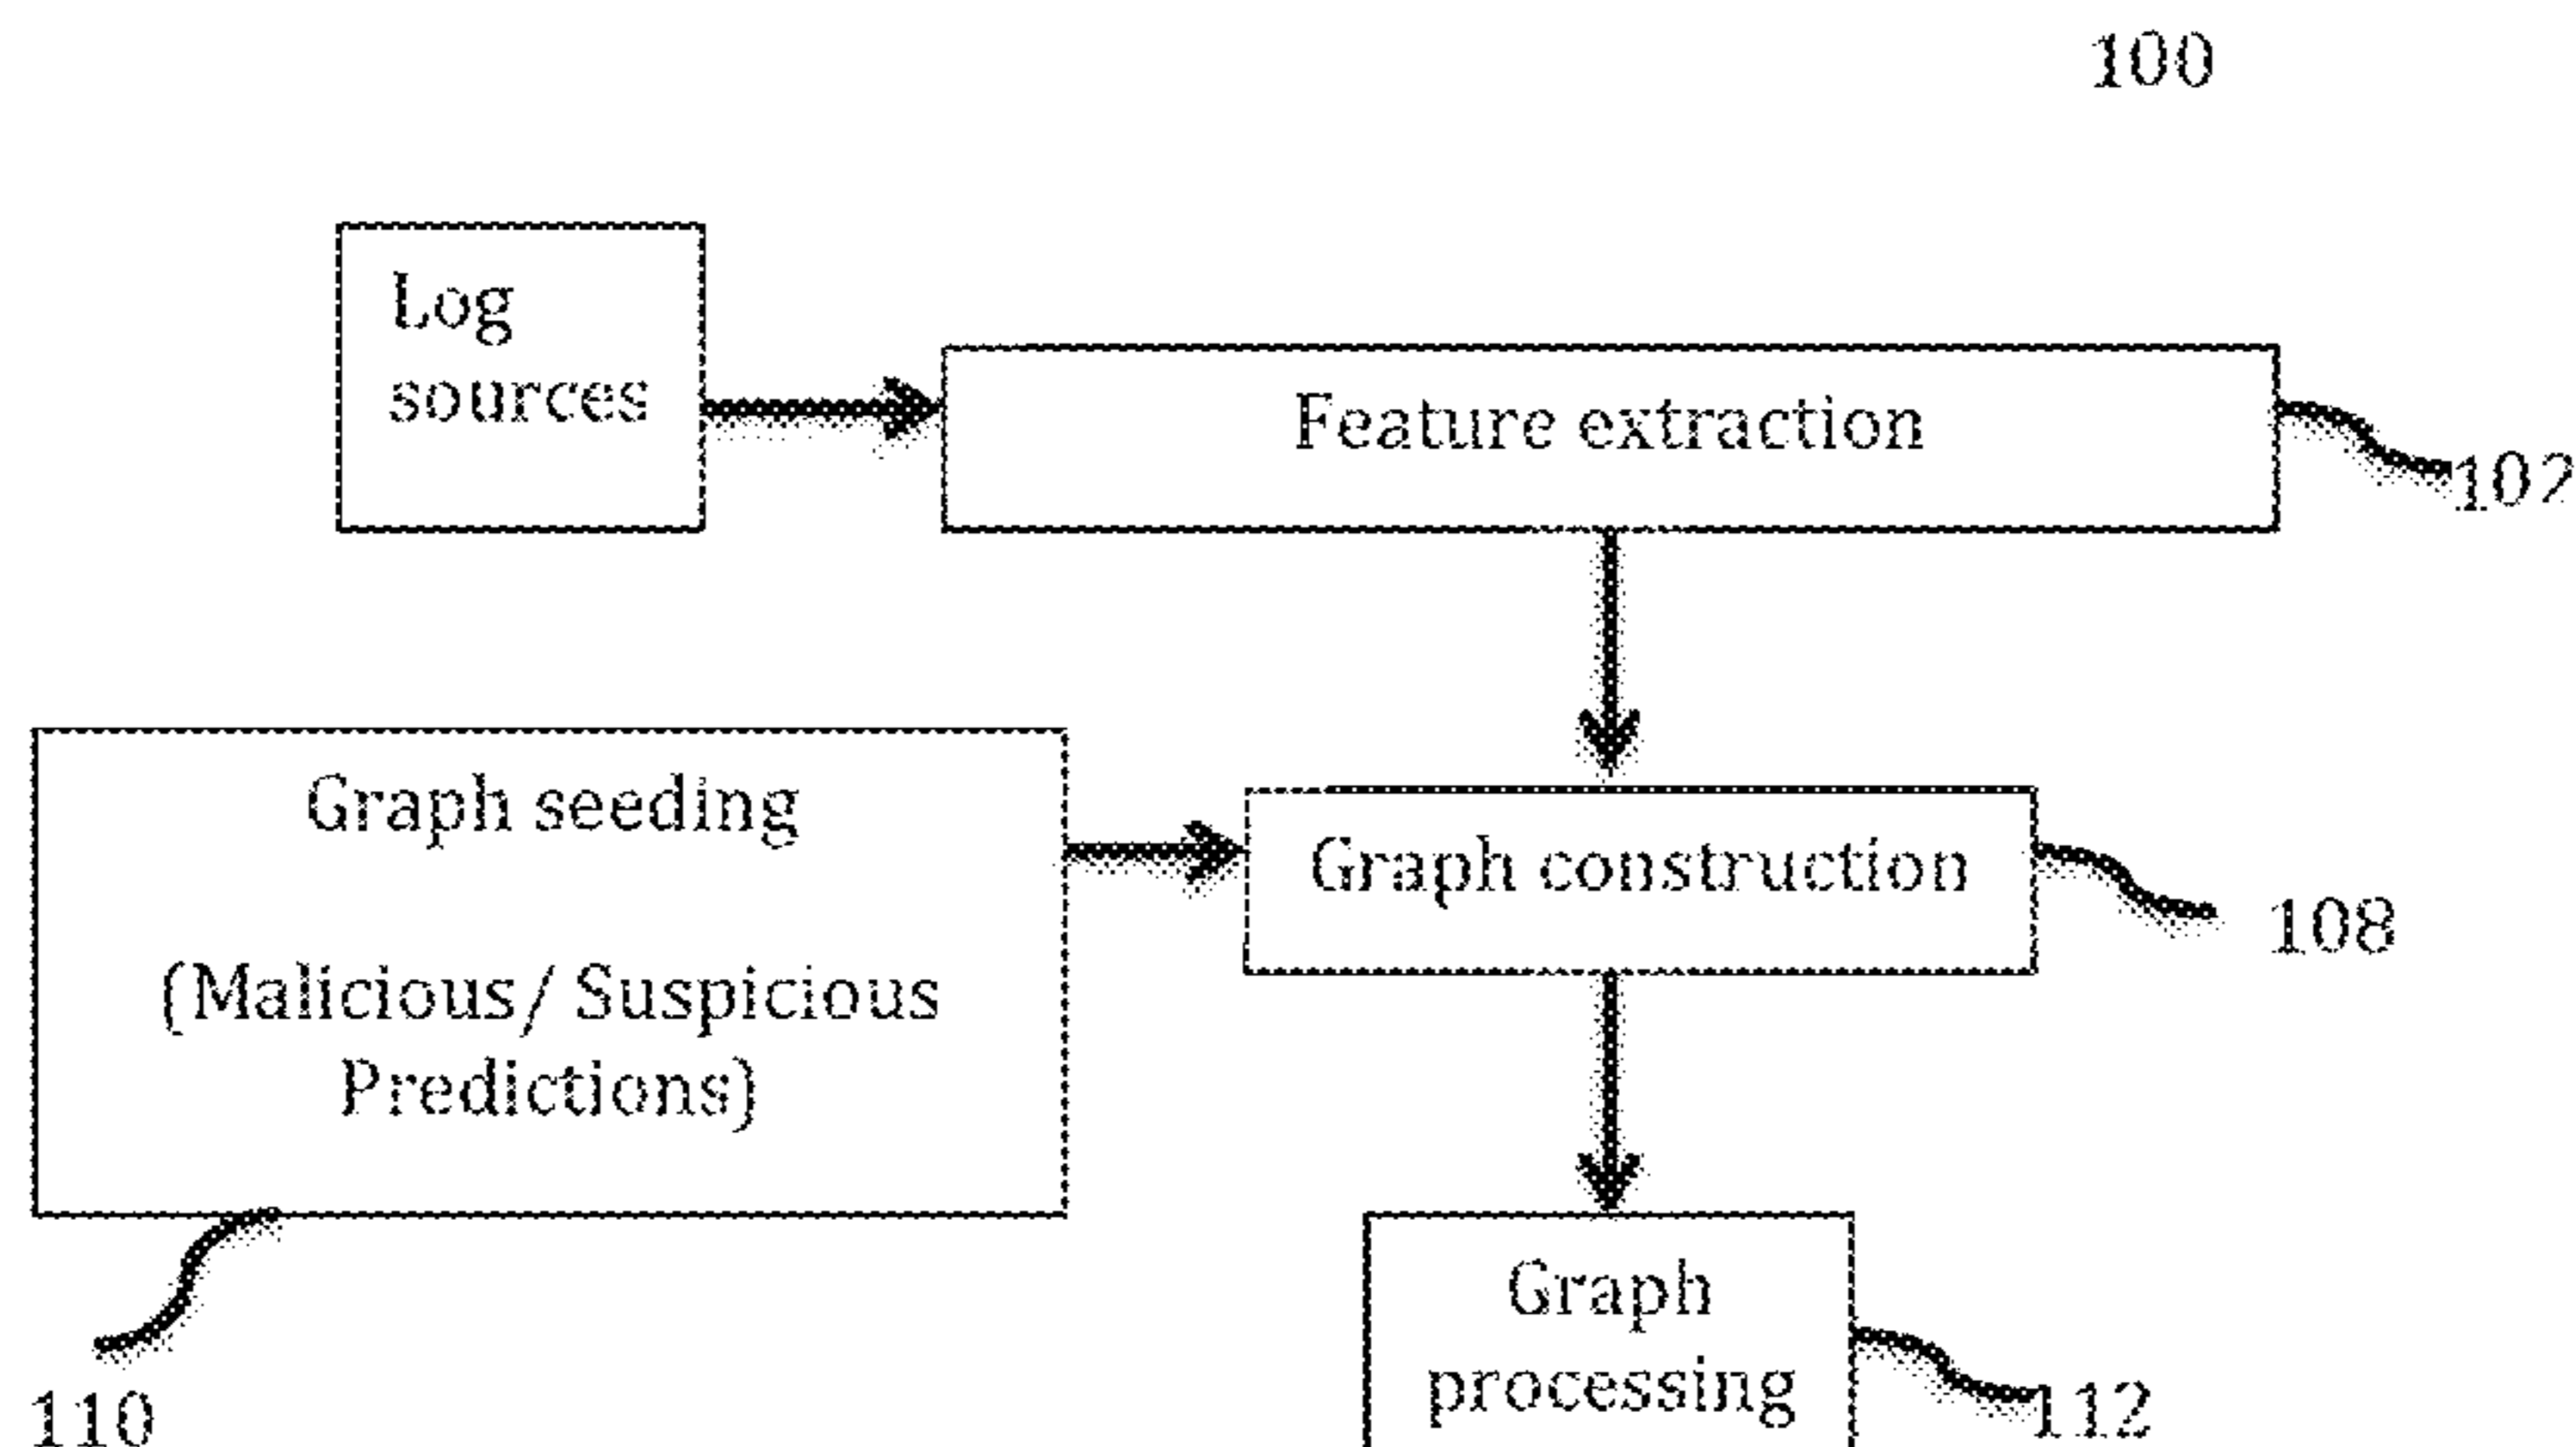 100
Log
sources
Feature extraction
102
Graph seeding
(Malicious/ Suspicious
Predictions)
Graph construction
108
Graph
processing
110
112